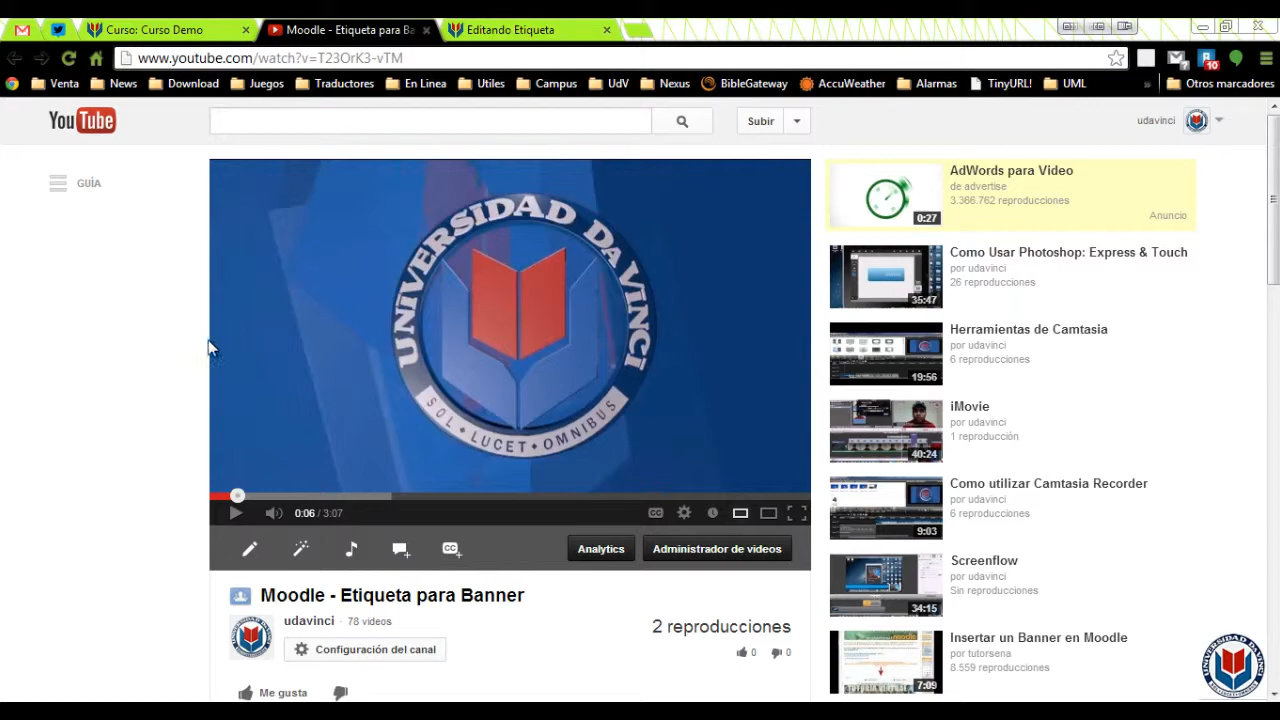 Curso: Curso Demo
Moodle - Etiqueta para Ba
Editando Etiqueta
www.youtube.com/watch?v=T23OrK3-vTM
10
Venta News Download Juegos Traductores En Linea Utiles Campus UdV Nexus BibleGateway AccuWeather Alarmas TinyURL! UML » Otros marcadores
YouTube
Subir
udavinci
GUÍA
UNIVERSIDAD DAVINCI
SOL • LUCET • OMNIBUS
0:06 / 3:07
Analytics
Administrador de videos
Moodle - Etiqueta para Banner
udavinci · 78 videos
Configuración del canal
2 reproducciones
0 0
Me gusta
AdWords para Video
de advertise
3.366.762 reproducciones
Anuncio
0:27
Como Usar Photoshop: Express & Touch
por udavinci
26 reproducciones
35:47
Herramientas de Camtasia
por udavinci
6 reproducciones
19:56
iMovie
por udavinci
1 reproducción
40:24
Como utilizar Camtasia Recorder
por udavinci
6 reproducciones
9:03
Screenflow
por udavinci
Sin reproducciones
34:15
Insertar un Banner en Moodle
por tutorsena
8.559 reproducciones
7:09
UNIVERSIDAD DAVINCI